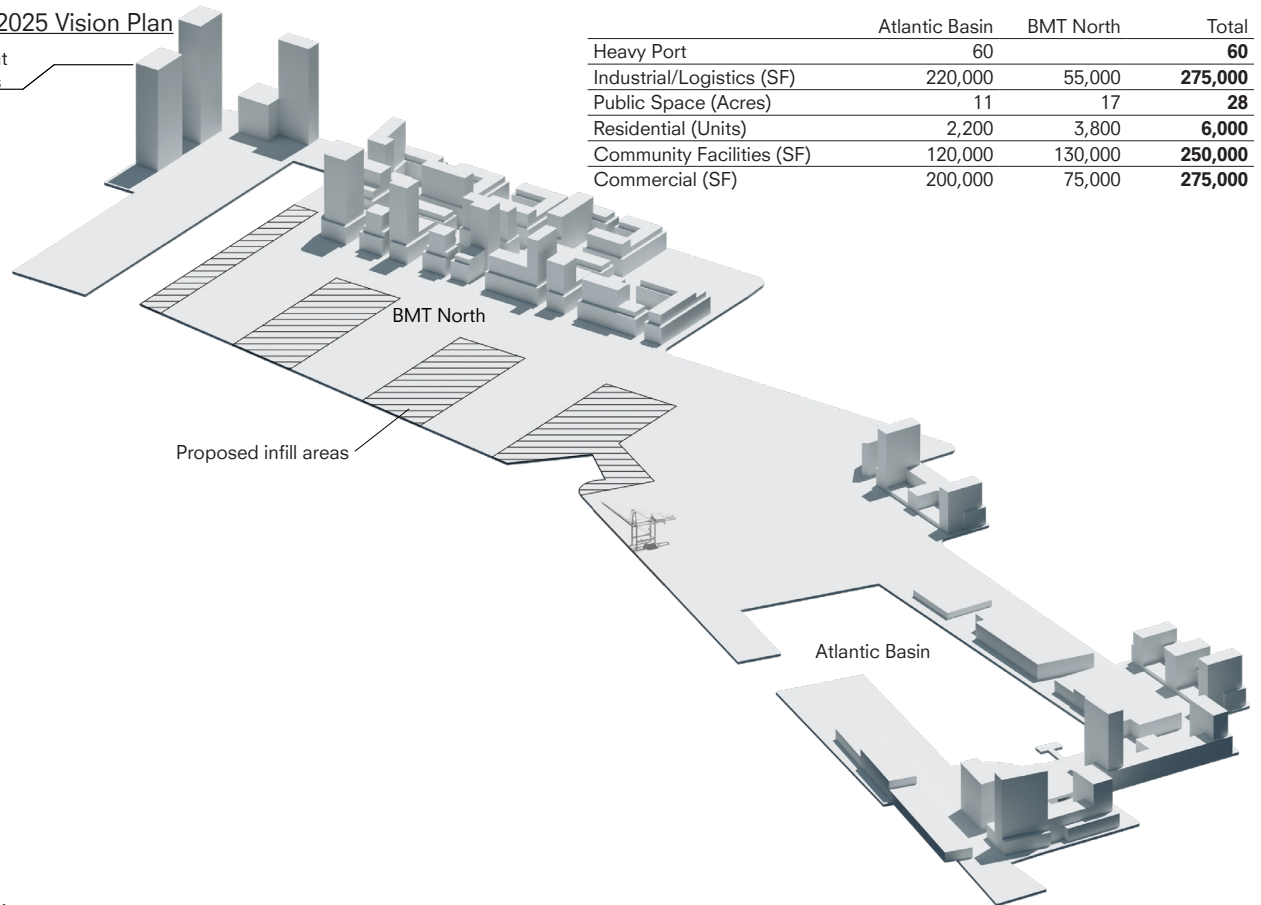 2025 Vision Plan
Atlantic Basin BMT North Total
Heavy Port 60 60
Industrial/Logistics (SF) 220,000 55,000 275,000
Public Space (Acres) 11 17 28
Residential (Units) 2,200 3,800 6,000
Community Facilities (SF) 120,000 130,000 250,000
Commercial (SF) 200,000 75,000 275,000
BMT North
Proposed infill areas
Atlantic Basin